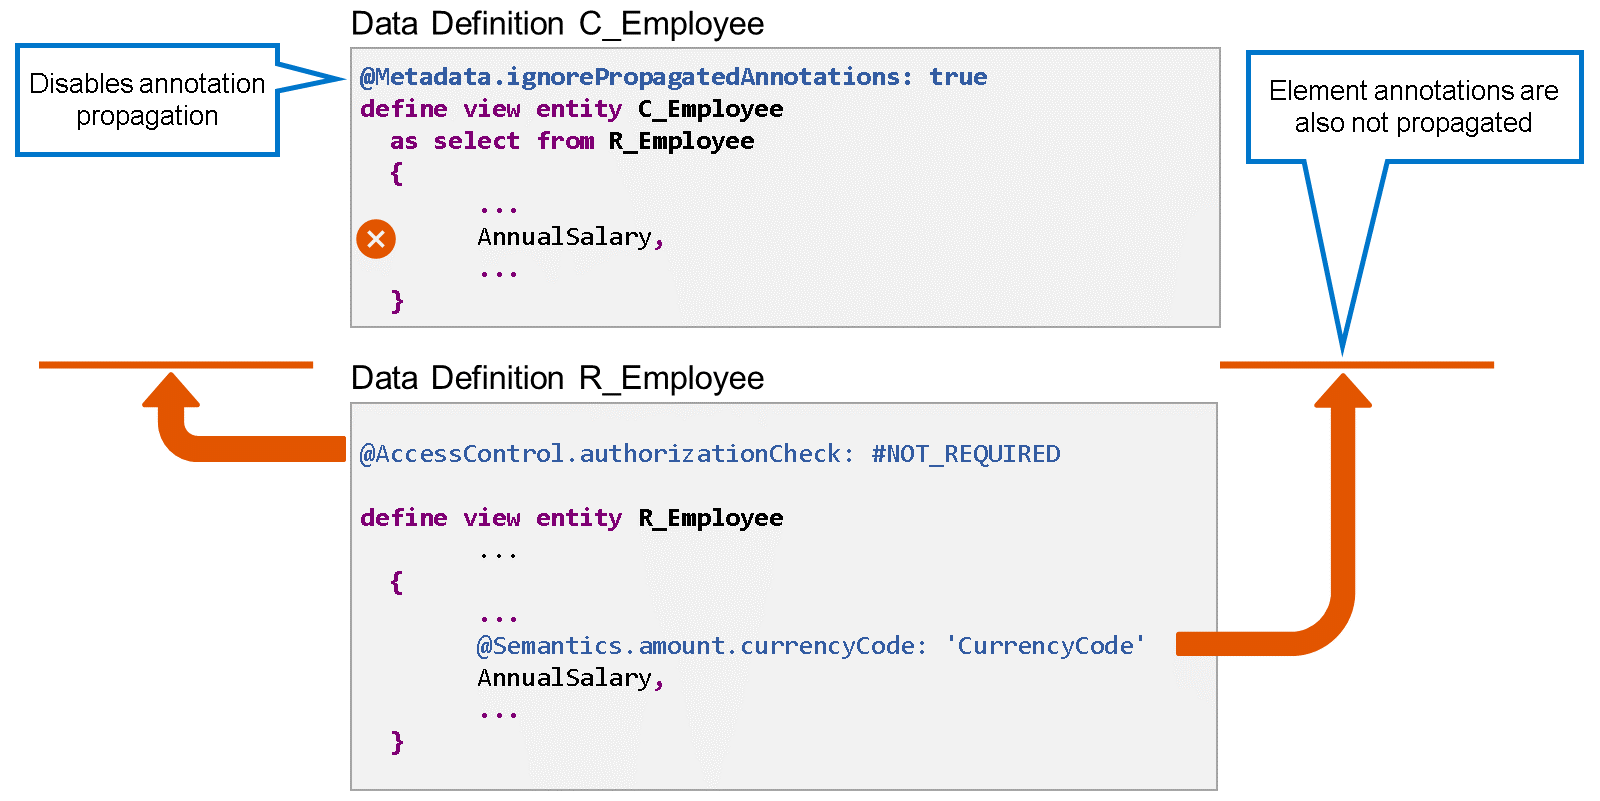 Data Definition C_Employee
Disables annotation
propagation
@Metadata.ignorePropagatedAnnotations: true
define view entity C_Employee
as select from R_Employee
{
...
AnnualSalary,
...
}
Element annotations are
also not propagated
Data Definition R_Employee
@AccessControl.authorizationCheck: #NOT_REQUIRED
define view entity R_Employee
...
{
...
@Semantics.amount.currencyCode: 'CurrencyCode'
AnnualSalary,
...
}